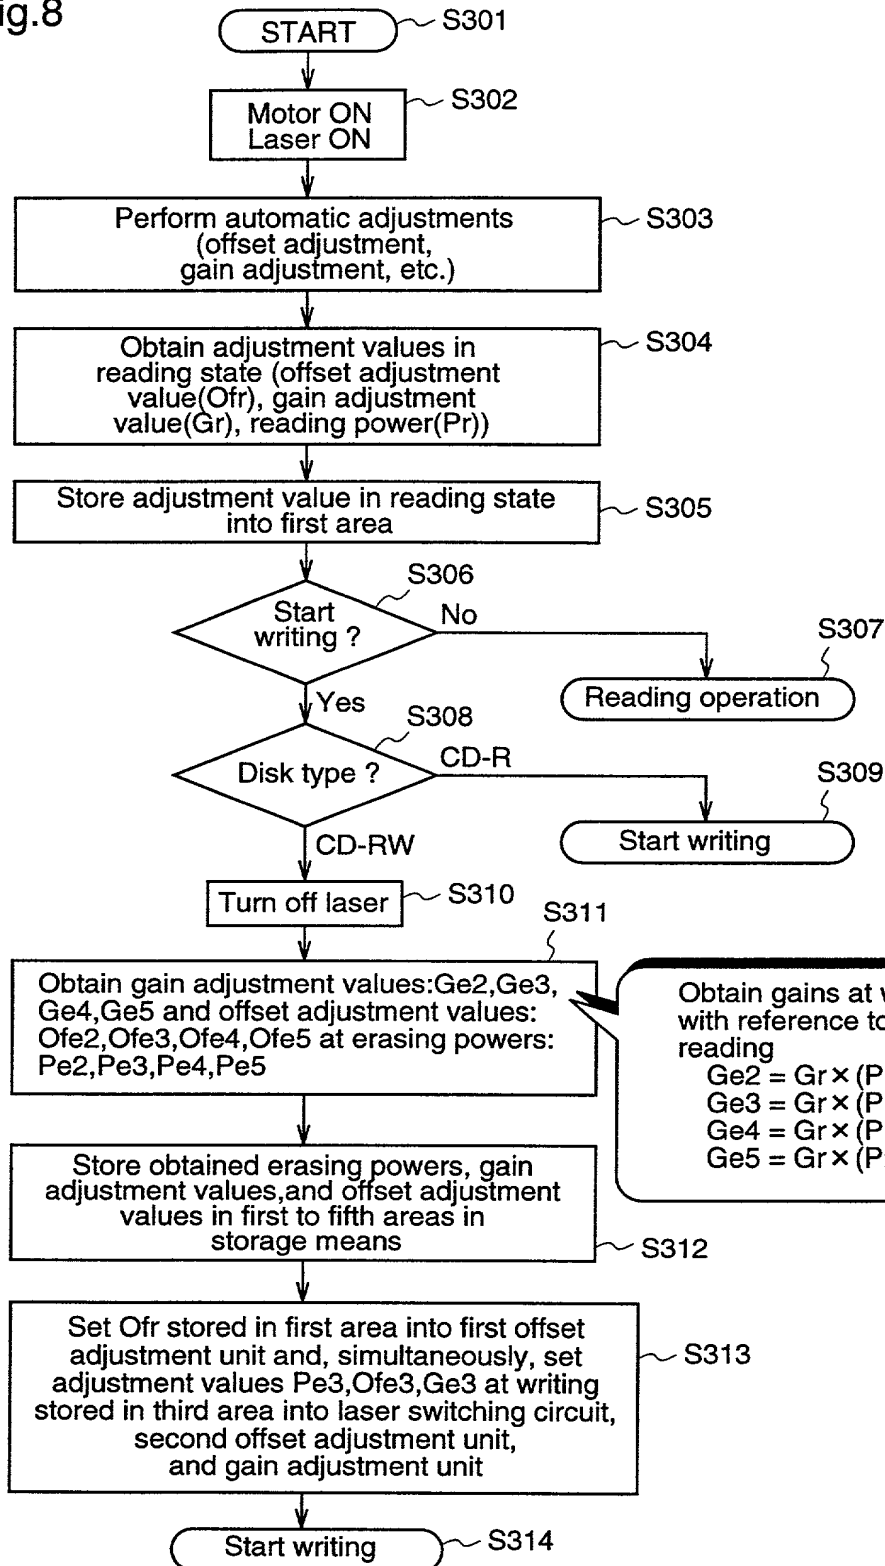 ig.8
START
S301
Motor ON
Laser ON
S302
Perform automatic adjustments
(offset adjustment,
gain adjustment, etc.)
S303
Obtain adjustment values in
reading state (offset adjustment
value(Ofr), gain adjustment
value(Gr), reading power(Pr))
S304
Store adjustment value in reading state
into first area
S305
S306
Start
writing ?
No
S307
Reading operation
Yes
S308
Disk type ?
CD-R
S309
Start writing
CD-RW
Turn off laser
S310
S311
Obtain gain adjustment values:Ge2,Ge3,
Ge4,Ge5 and offset adjustment values:
Ofe2,Ofe3,Ofe4,Ofe5 at erasing powers:
Pe2,Pe3,Pe4,Pe5
Obtain gains at
with reference to
reading
Ge2 = Gr×(P
Ge3 = Gr×(P
Ge4 = Gr×(P
Ge5 = Gr×(P
Store obtained erasing powers, gain
adjustment values,and offset adjustment
values in first to fifth areas in
storage means
S312
Set Ofr stored in first area into first offset
adjustment unit and, simultaneously, set
adjustment values Pe3,Ofe3,Ge3 at writing
stored in third area into laser switching circuit,
second offset adjustment unit,
and gain adjustment unit
S313
Start writing
S314